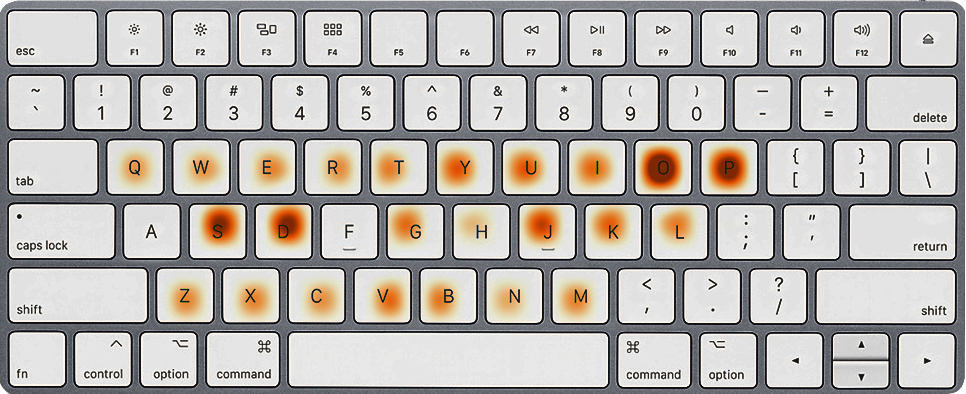 esc F1 F2 F3 F4 F5 F6 F7 F8 F9 F10 F11 F12
~ ! @ # $ % ^ & * ( ) — +
` 1 2 3 4 5 6 7 8 9 0 - = delete
tab Q W E R T Y U I O P { } |
[ ] \
caps lock A S D F G H J K L : "
; ' return
shift Z X C V B N M < > ?
, . / shift
fn control option command command option